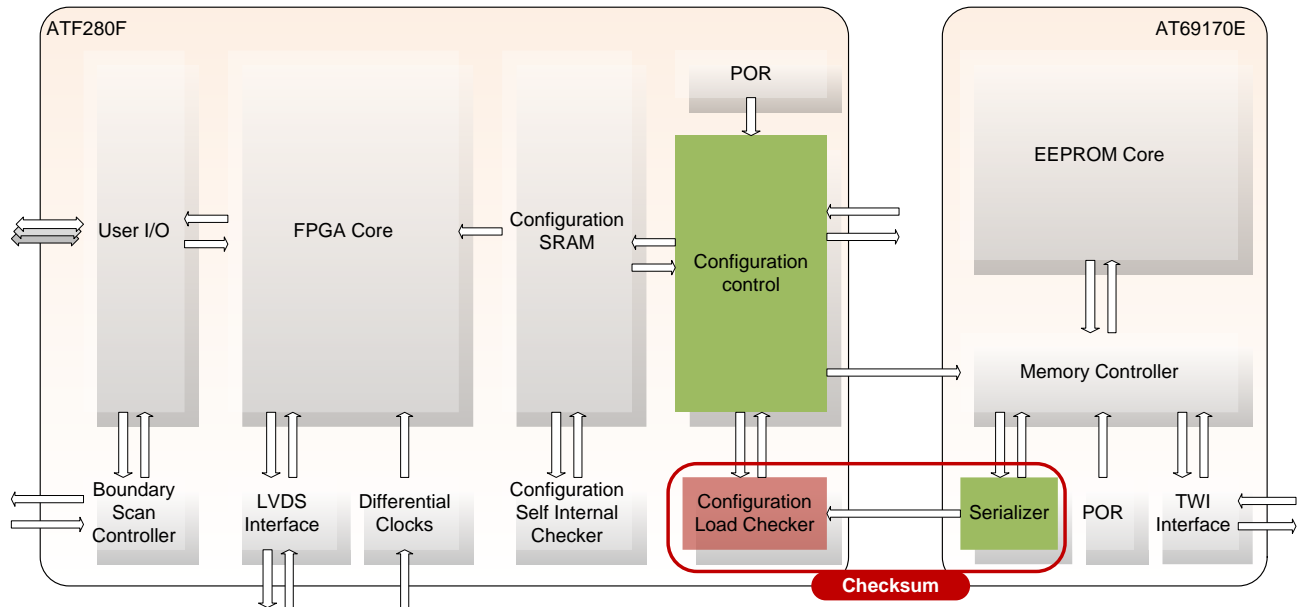 ATF280F
AT69170E
POR
EEPROM Core
User I/O
FPGA Core
Configuration
SRAM
Configuration
control
Memory Controller
Boundary
Scan
Controller
LVDS
Interface
Differential
Clocks
Configuration
Self Internal
Checker
Configuration
Load Checker
Serializer
POR
TWI
Interface
Checksum